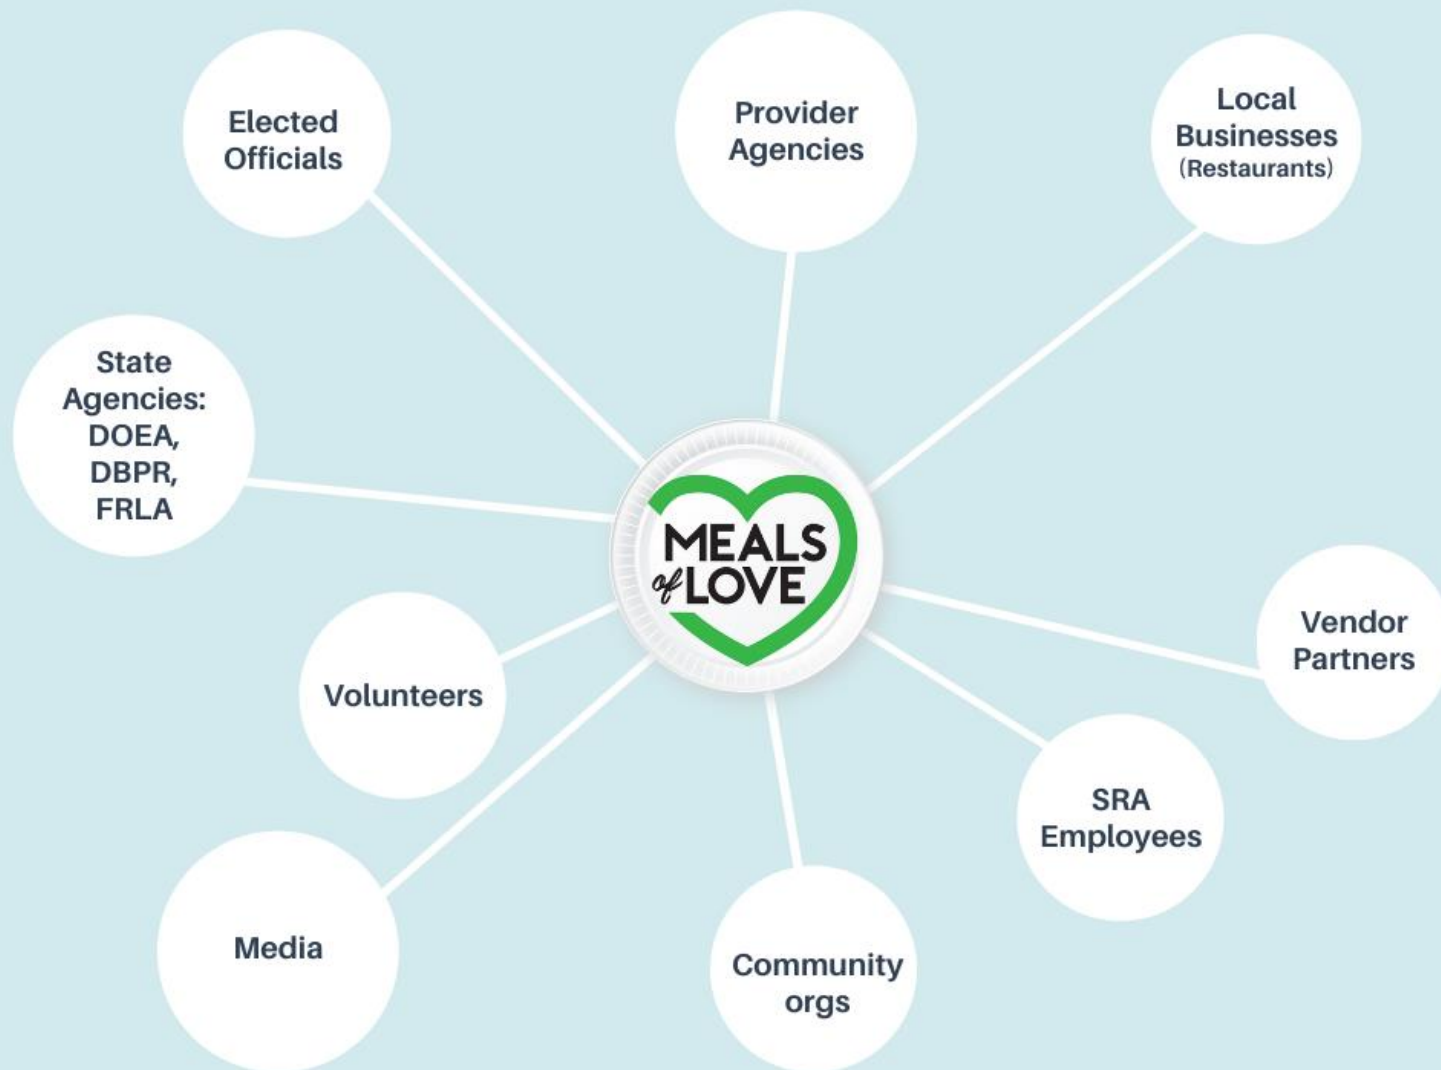 Elected
Officials
Provider
Agencies
Local
Businesses
(Restaurants)
State
Agencies:
DOEA,
DBPR,
FRLA
MEALS
of LOVE
Volunteers
Vendor
Partners
SRA
Employees
Media
Community
orgs